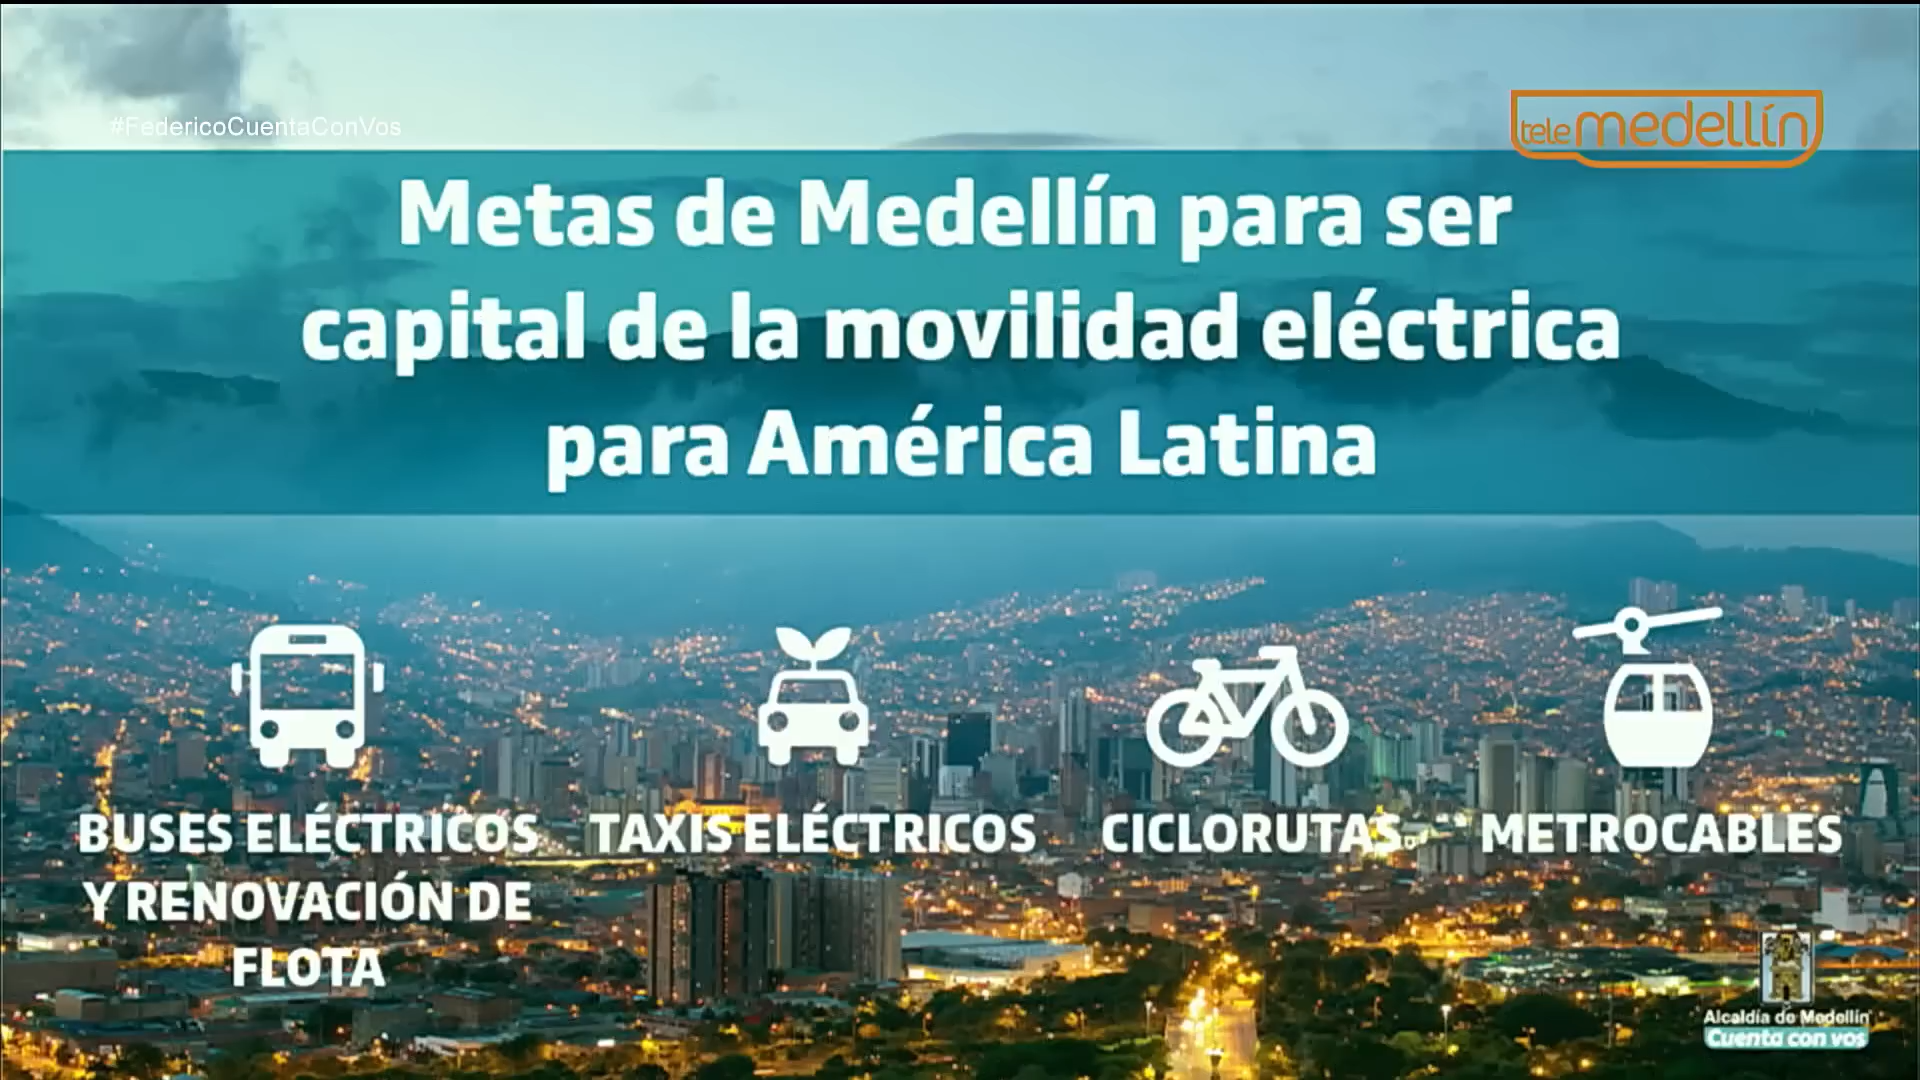 #FedericoCuentaConVos
tele medellín
Metas de Medellín para ser
capital de la movilidad eléctrica
para América Latina
BUSES ELÉCTRICOS
Y RENOVACIÓN DE
FLOTA
TAXIS ELÉCTRICOS
CICLORUTAS
METROCABLES
Alcaldía de Medellín
Cuenta con vos